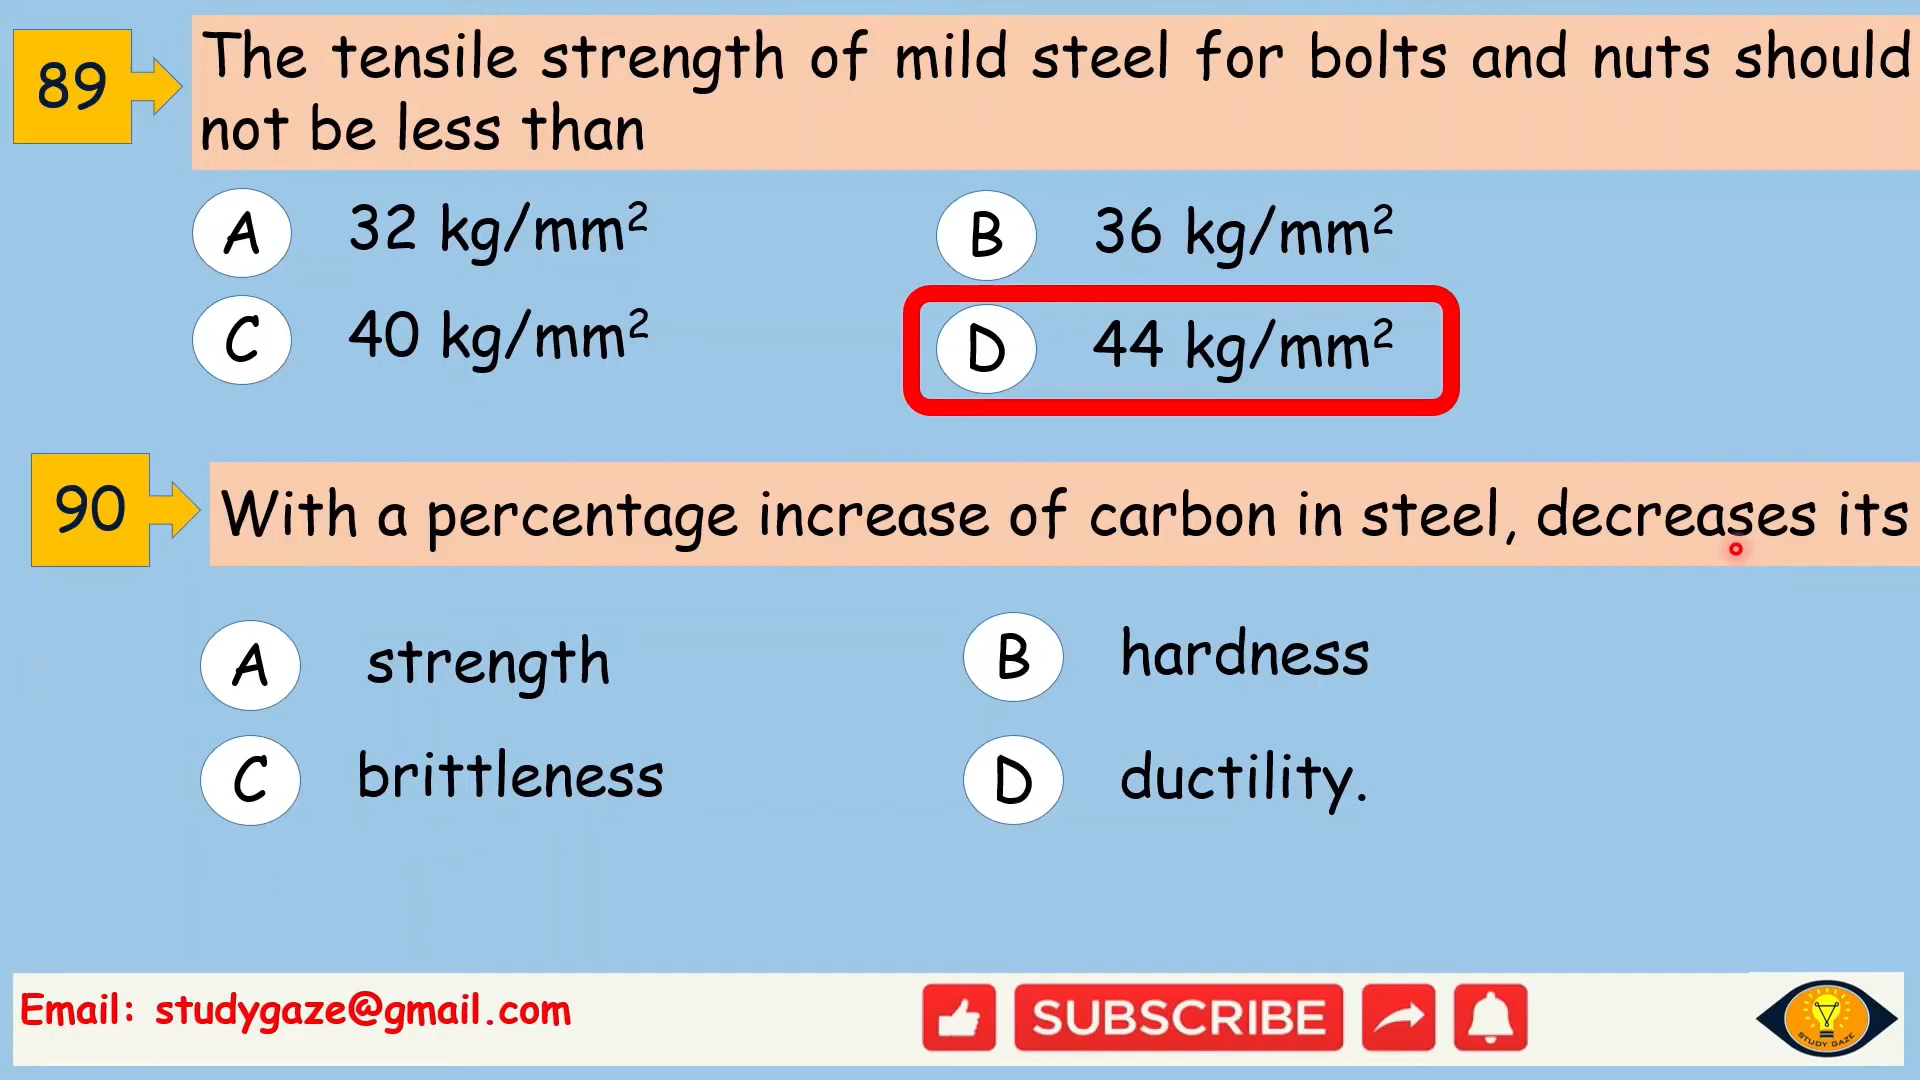 89
The tensile strength of mild steel for bolts and nuts should
not be less than
A 32 kg/mm²
B 36 kg/mm²
C 40 kg/mm²
D 44 kg/mm²
90
With a percentage increase of carbon in steel, decreases its
A strength
B hardness
C brittleness
D ductility.
Email: studygaze@gmail.com
SUBSCRIBE
STUDY GAZE